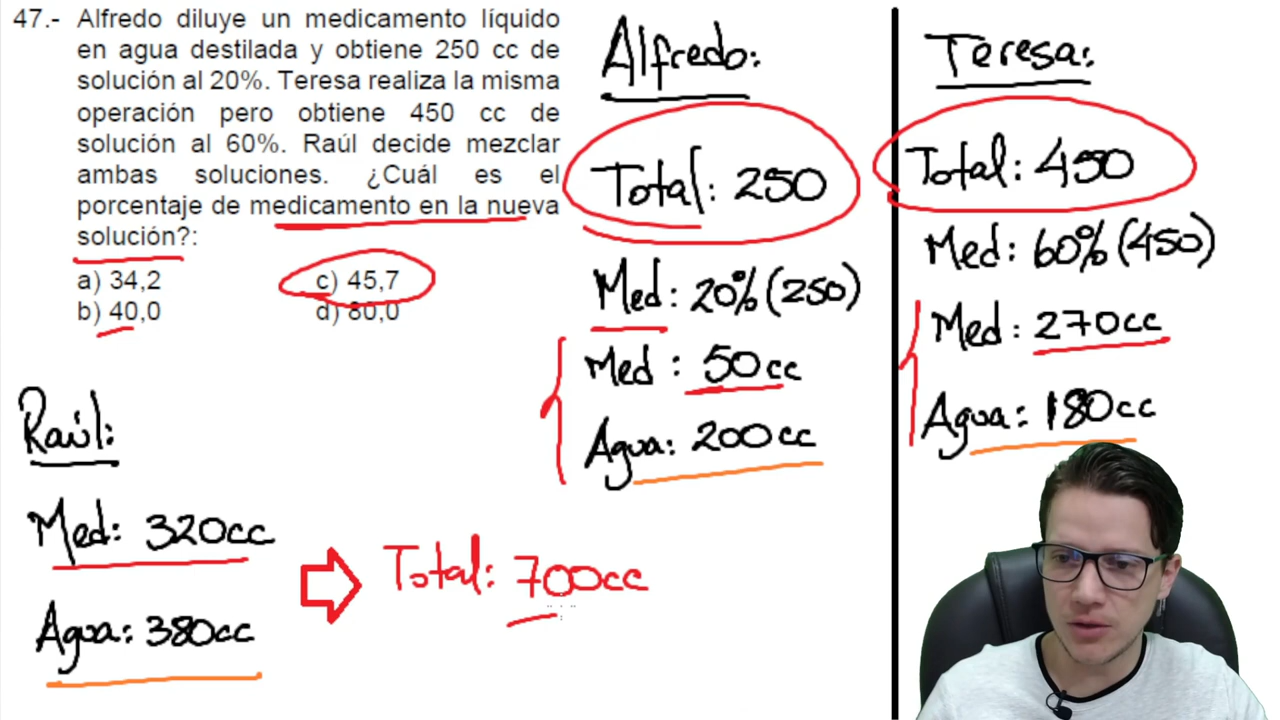 47.- Alfredo diluye un medicamento líquido
en agua destilada y obtiene 250 cc de
solución al 20%. Teresa realiza la misma
operación pero obtiene 450 cc de
solución al 60%. Raúl decide mezclar
ambas soluciones. ¿Cuál es el
porcentaje de medicamento en la nueva
solución?:
a) 34,2 c) 45,7
b) 40,0 d) 80,0
Alfredo:
Total: 250
Med: 20% (250)
Med: 50cc
Agua: 200cc
Teresa:
Total: 450
Med: 60% (450)
Med: 270cc
Agua: 180cc
Raúl:
Med: 320cc
Agua: 380cc
Total: 700cc